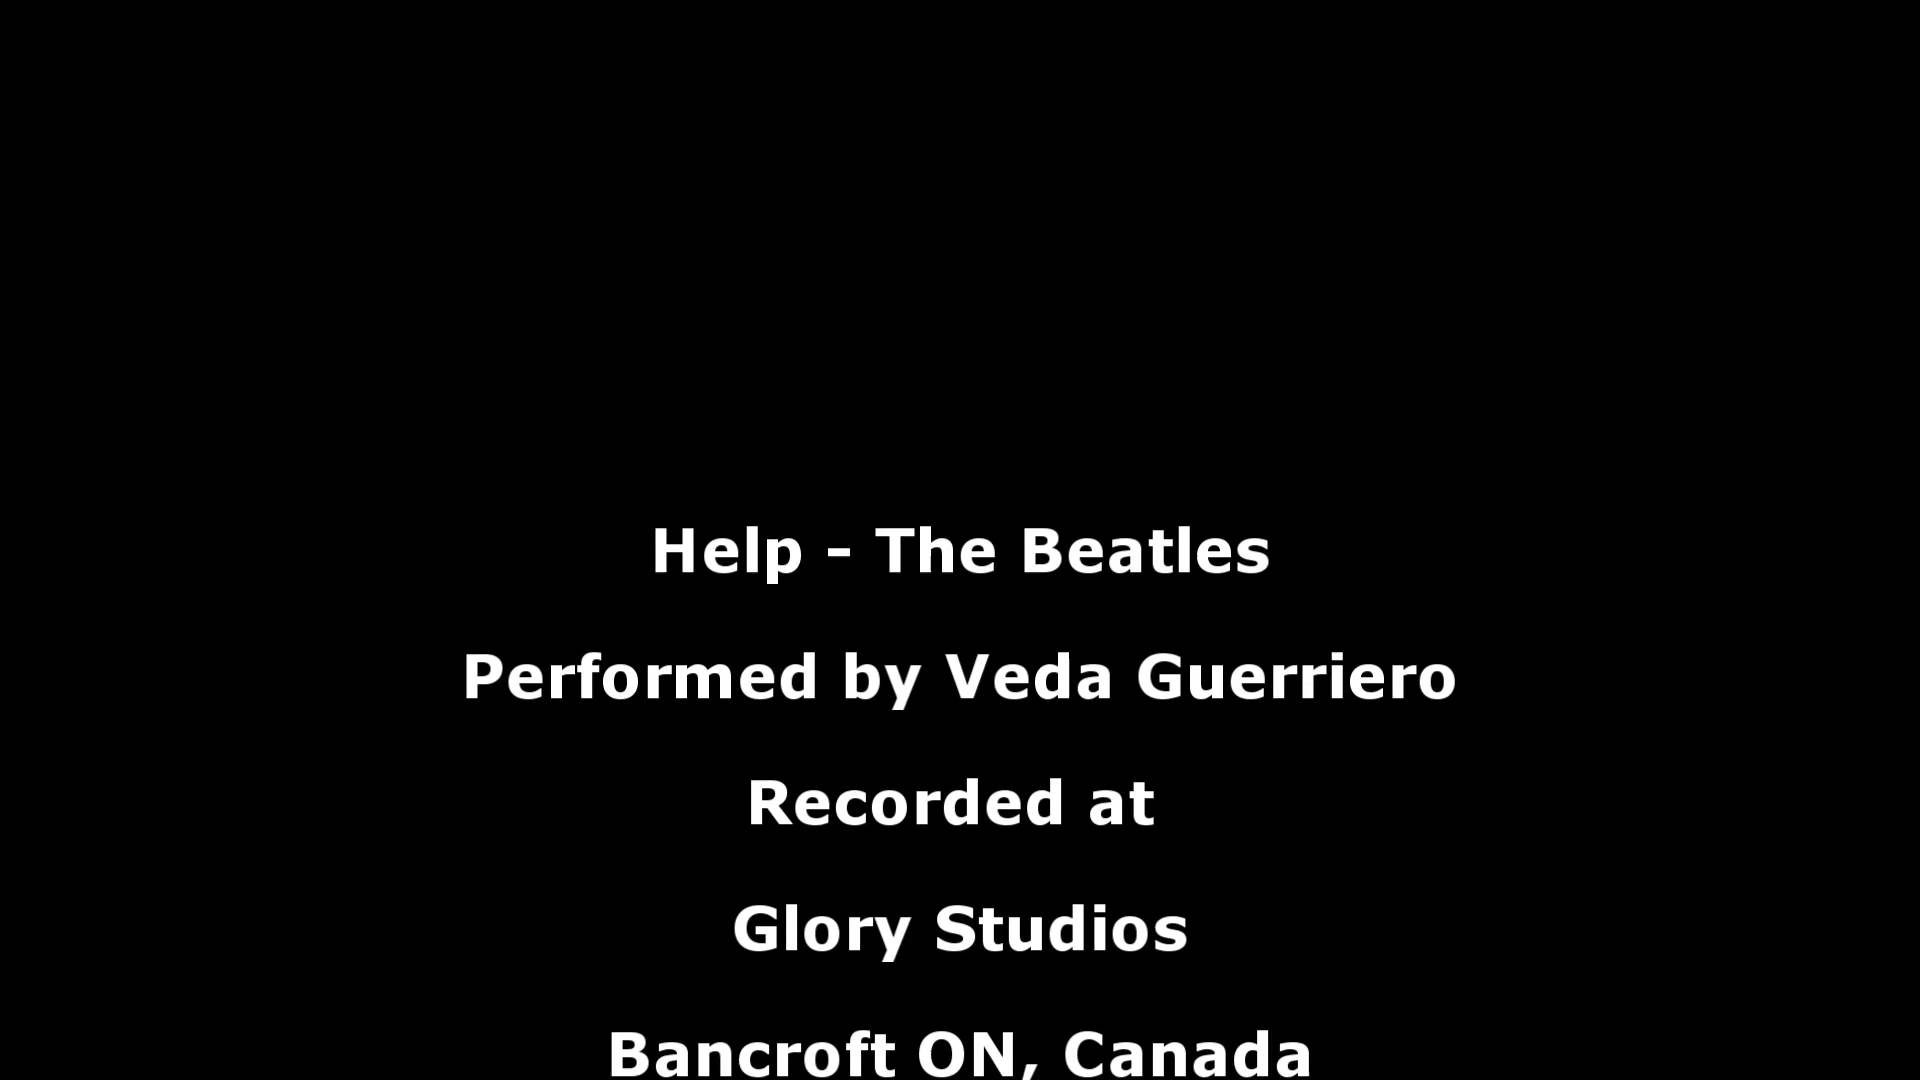 Help - The Beatles
Performed by Veda Guerriero
Recorded at
Glory Studios
Bancroft ON, Canada